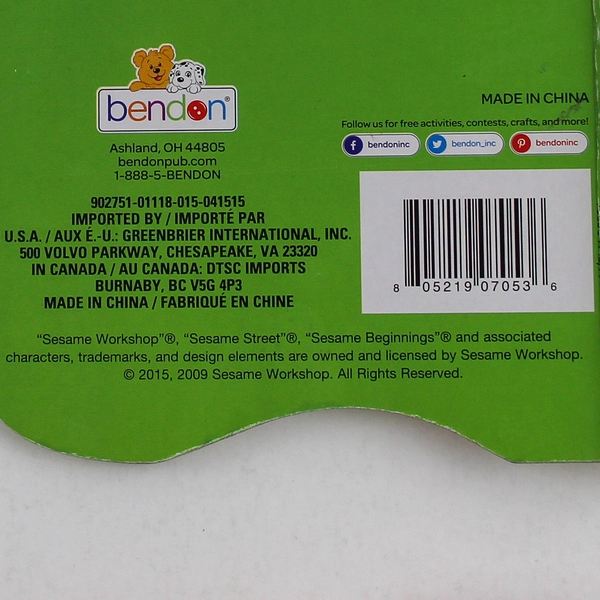 bendon®
Ashland, OH 44805
bendonpub.com
1-888-5-BENDON
MADE IN CHINA
Follow us for free activities, contests, crafts, and more!
bendoninc
bendon_inc
bendoninc
902751-01118-015-041515
IMPORTED BY / IMPORTÉ PAR
U.S.A. / AUX É.-U.: GREENBRIER INTERNATIONAL, INC.
500 VOLVO PARKWAY, CHESAPEAKE, VA 23320
IN CANADA / AU CANADA: DTSC IMPORTS
BURNABY, BC V5G 4P3
MADE IN CHINA / FABRIQUÉ EN CHINE
8 05219 07053 6
“Sesame Workshop”®, “Sesame Street”®, “Sesame Beginnings”® and associated
characters, trademarks, and design elements are owned and licensed by Sesame Workshop.
© 2015, 2009 Sesame Workshop. All Rights Reserved.